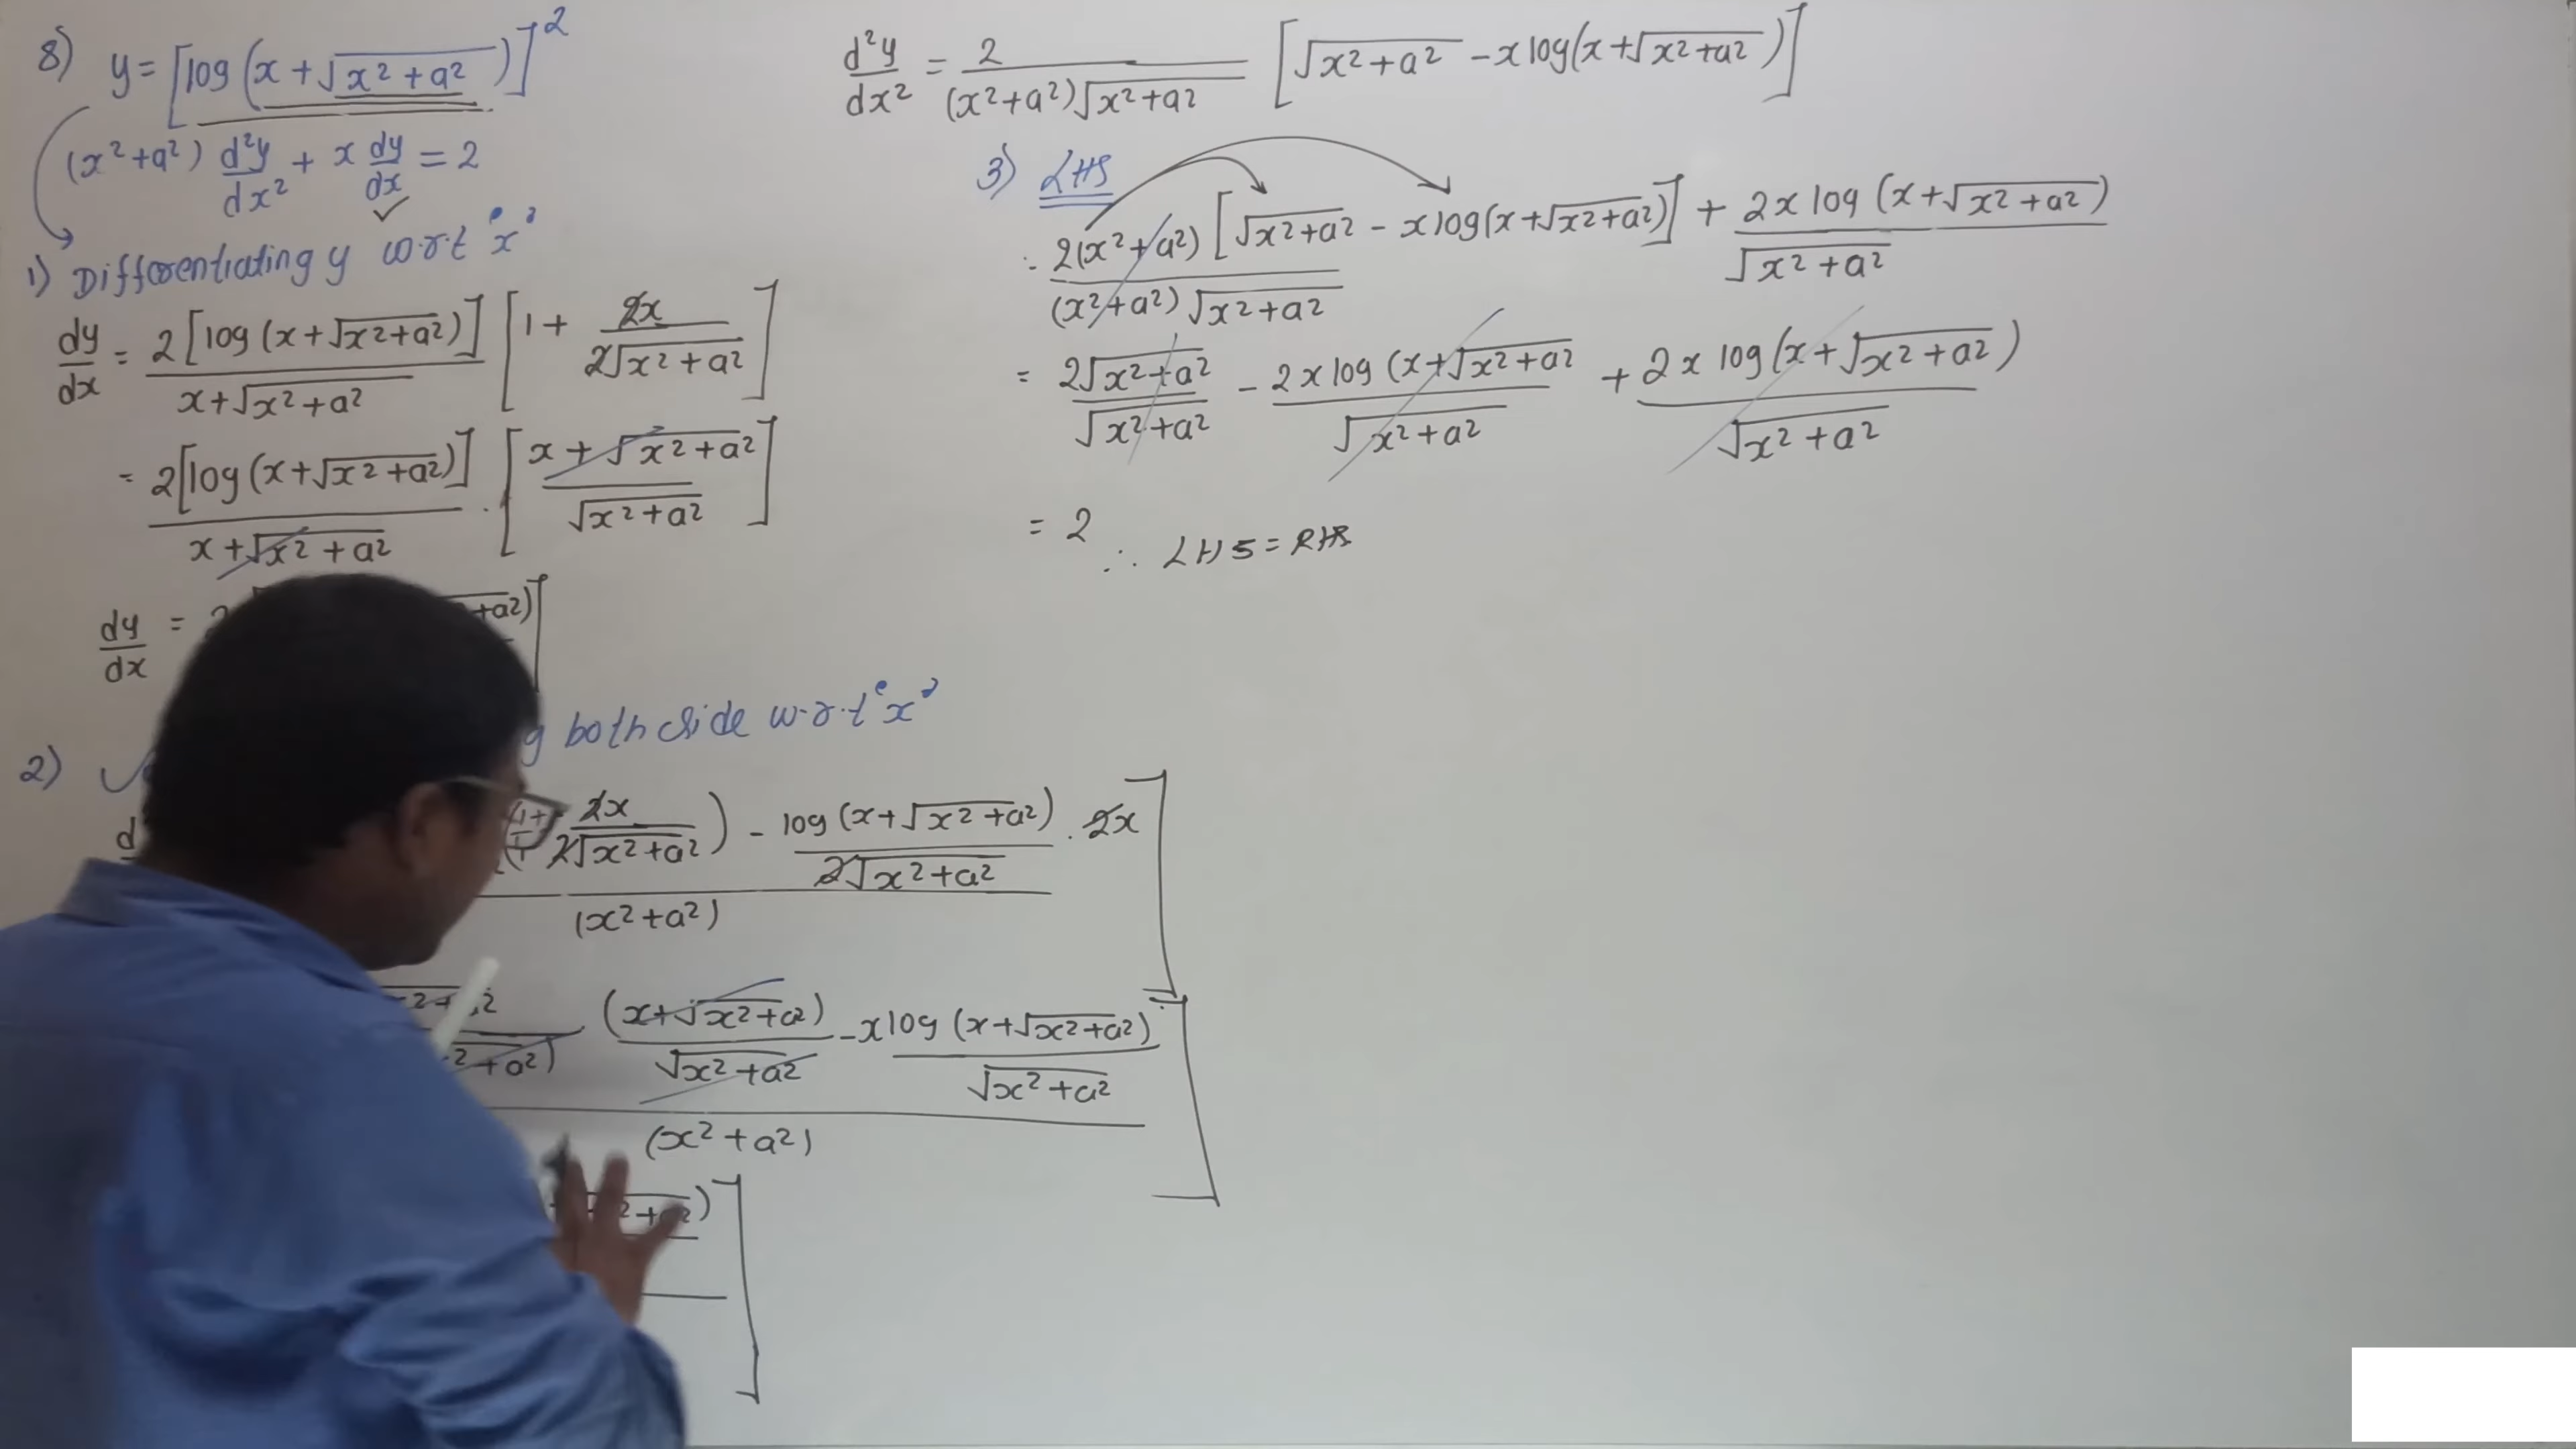 8) y = [log (x + √(x² + a²))]²
(x² + a²) d²y/dx² + x dy/dx = 2
1) Differentiating y w.r.t 'x'
dy/dx = 2[log (x + √(x² + a²))] / (x + √(x² + a²)) [1 + 2x / 2√(x² + a²)]
= 2[log (x + √(x² + a²))] / (x + √(x² + a²)) · [(x + √(x² + a²)) / √(x² + a²)]
dy/dx = + a²)]
2) both side w.r.t 'x'
2x / 2√(x² + a²)) - log (x + √(x² + a²)) / 2√(x² + a²) · 2x]
(x² + a²)
(x + √(x² + a²)) / √(x² + a²) - x log (x + √(x² + a²)) / √(x² + a²)]
(x² + a²)
d²y/dx² = 2 / (x² + a²)√(x² + a²) [√(x² + a²) - x log (x + √(x² + a²))]
3) LHS
∴ 2(x² + a²) [√(x² + a²) - x log (x + √(x² + a²))] / (x² + a²)√(x² + a²) + 2x log (x + √(x² + a²)) / √(x² + a²)
= 2√(x² + a²) / √(x² + a²) - 2x log (x + √(x² + a²) / √(x² + a²) + 2x log (x + √(x² + a²)) / √(x² + a²)
= 2
∴ LHS = RHS